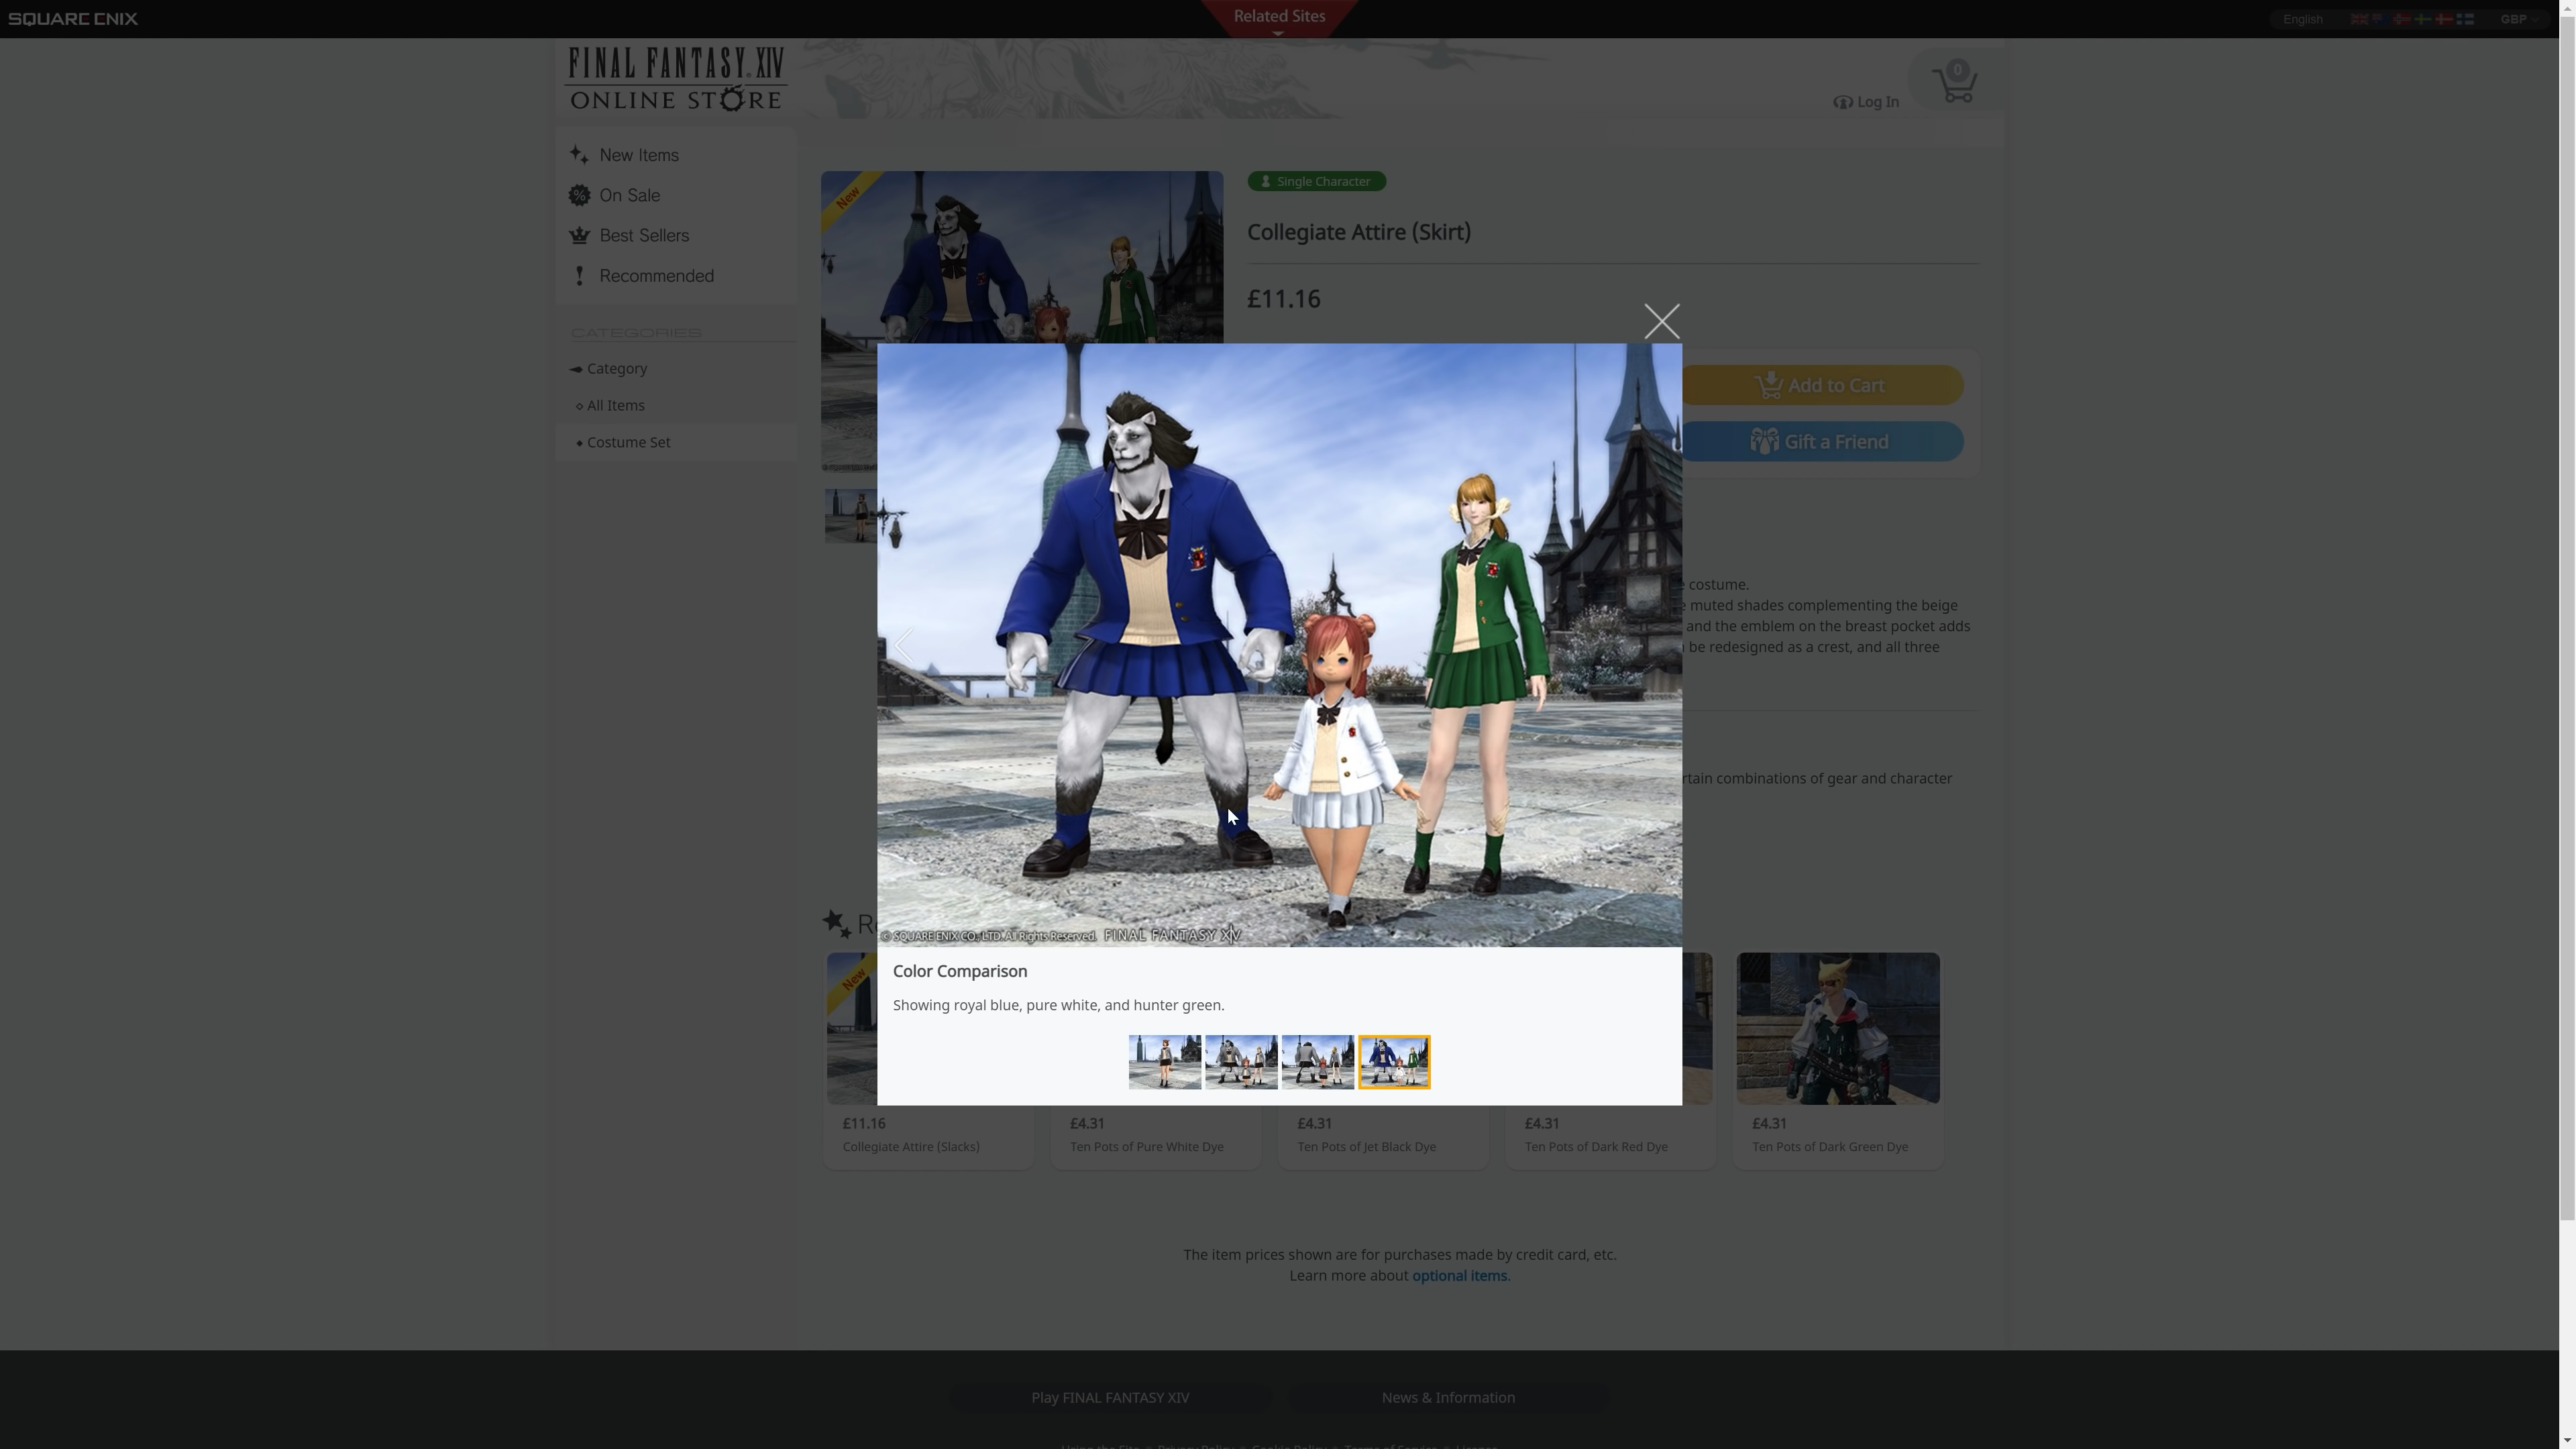 SQUARE ENIX
Related Sites
English
GBP
FINAL FANTASY XIV
ONLINE STORE
0
Log In
New Items
On Sale
Best Sellers
Recommended
CATEGORIES
Category
All Items
Costume Set
New
Single Character
Collegiate Attire (Skirt)
£11.16
Add to Cart
Gift a Friend
costume.
muted shades complementing the beige
and the emblem on the breast pocket adds
be redesigned as a crest, and all three
combinations of gear and character
© SQUARE ENIX CO., LTD. All Rights Reserved. FINAL FANTASY XIV
Color Comparison
Showing royal blue, pure white, and hunter green.
New
£11.16
Collegiate Attire (Slacks)
£4.31
Ten Pots of Pure White Dye
£4.31
Ten Pots of Jet Black Dye
£4.31
Ten Pots of Dark Red Dye
£4.31
Ten Pots of Dark Green Dye
The item prices shown are for purchases made by credit card, etc.
Learn more about optional items.
Play FINAL FANTASY XIV
News & Information